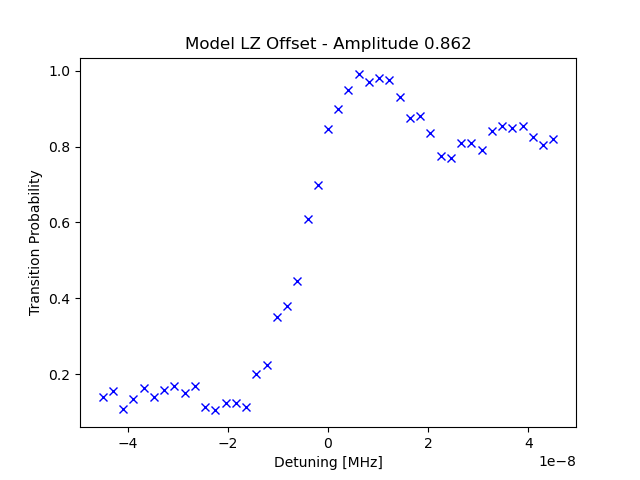 Model LZ Offset - Amplitude 0.862
Transition Probability
1.0
0.8
0.6
0.4
0.2
−4
−2
0
2
4
1e−8
Detuning [MHz]